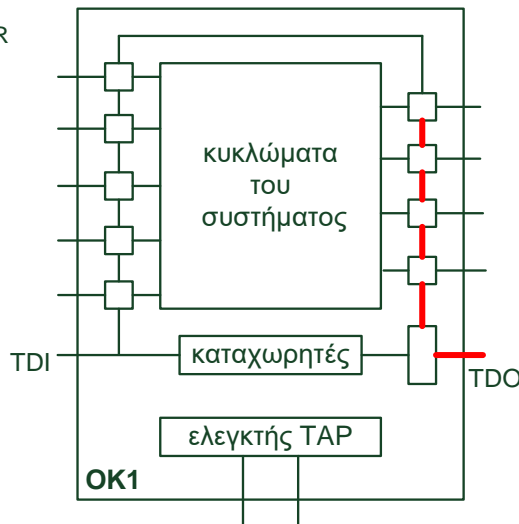 R
κυκλώματα
του
συστήματος
TDI
καταχωρητές
TDO
ελεγκτής TAP
OK1